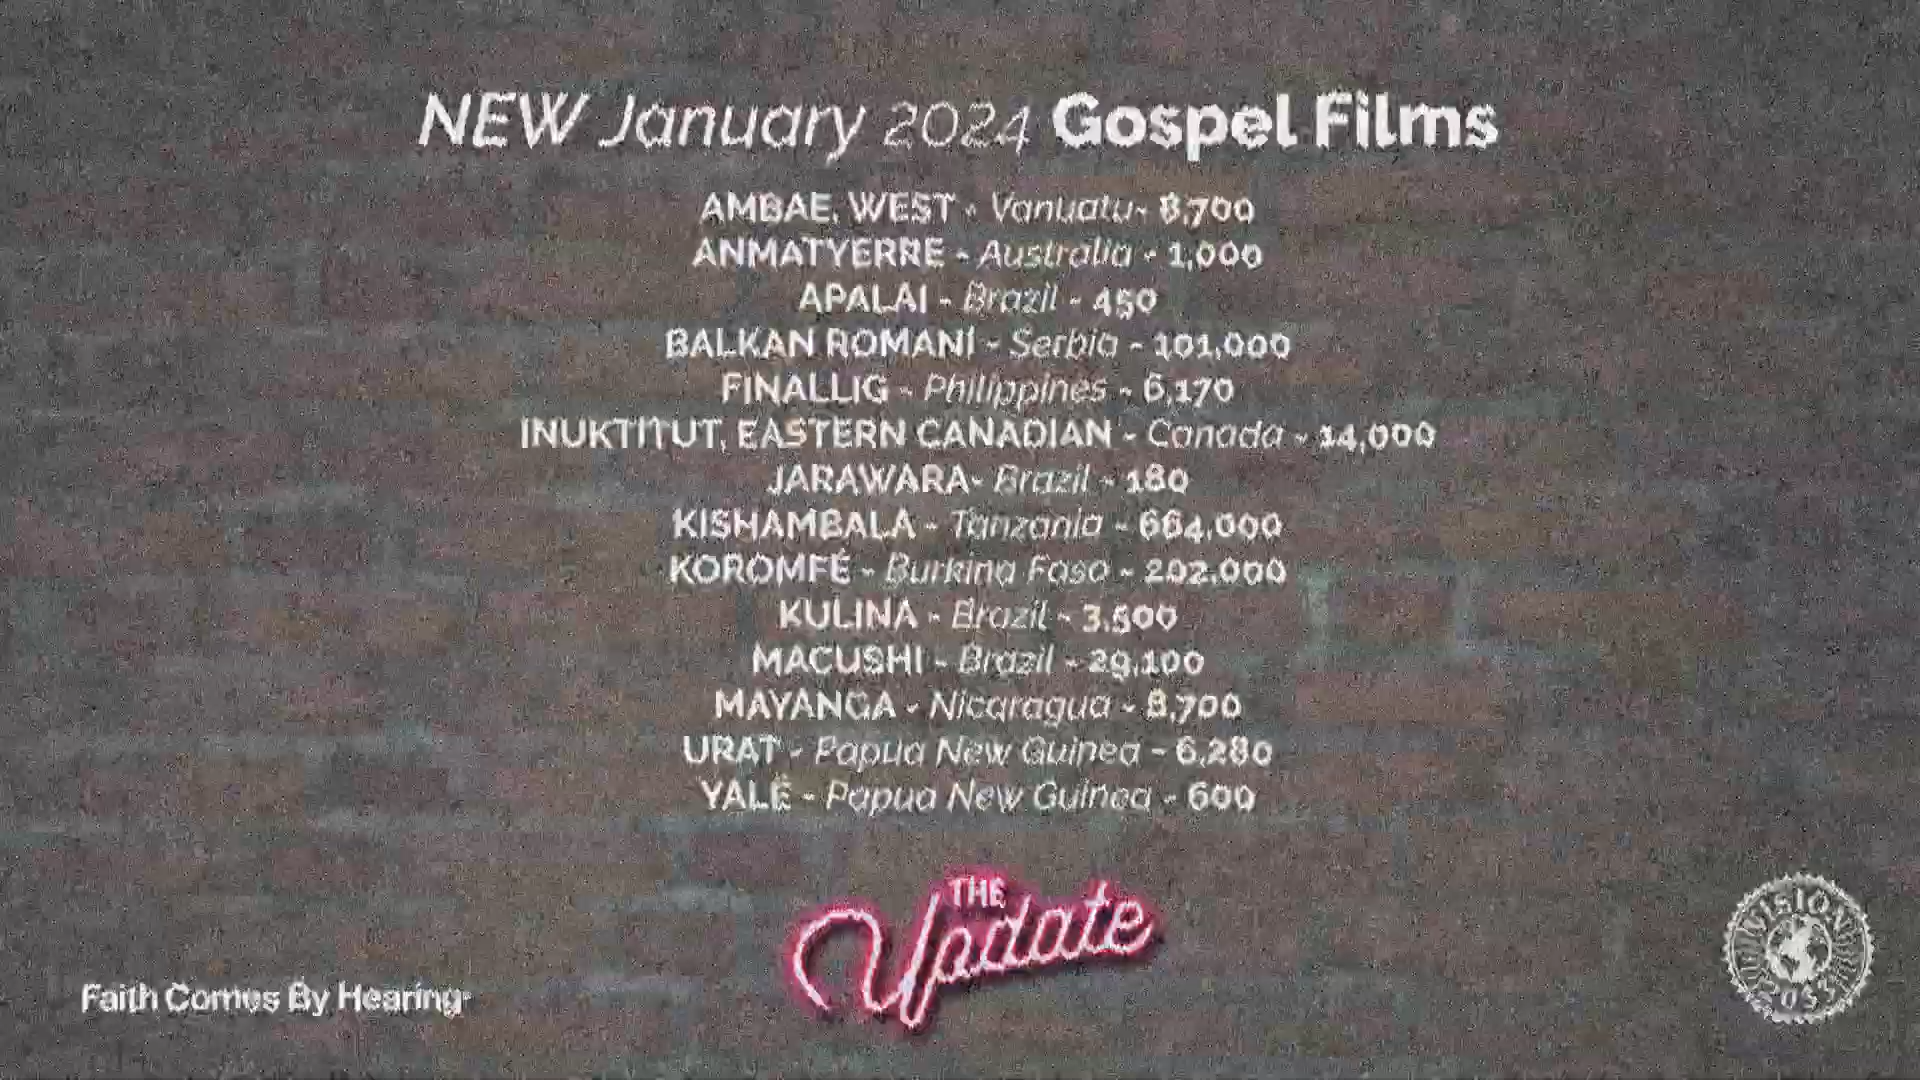 NEW January 2024 Gospel Films
AMBAE, WEST - Vanuatu- 8,700
ANMATYERRE - Australia - 1,000
APALAI - Brazil - 450
BALKAN ROMANI - Serbia - 101,000
FINALLIG - Philippines - 6,170
INUKTITUT, EASTERN CANADIAN - Canada - 14,000
JARAWARA- Brazil - 180
KISHAMBALA - Tanzania - 664,000
KOROMFÉ - Burkina Faso - 202,000
KULINA - Brazil - 3,500
MACUSHI - Brazil - 29,100
MAYANGA - Nicaragua - 8,700
URAT - Papua New Guinea - 6,280
YALE - Papua New Guinea - 600
THE
Update
Faith Comes By Hearing
VISION
2033